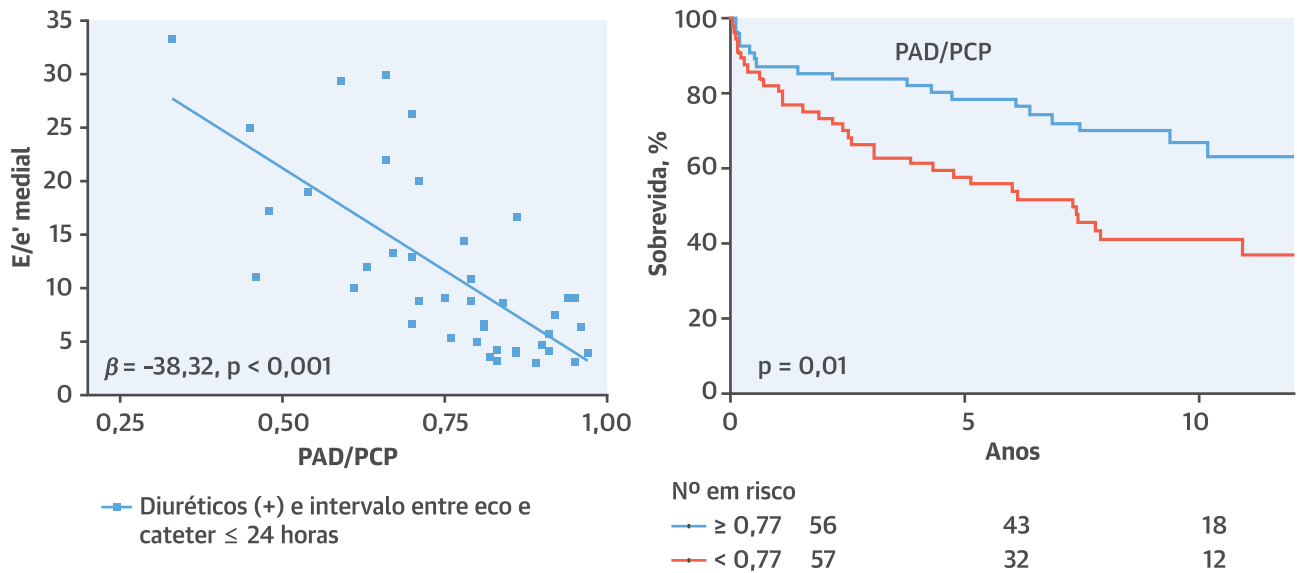 35
30
25
20
15
10
5
0
E/e' medial
β = -38,32, p < 0,001
0,25 0,50 0,75 1,00
PAD/PCP
Diuréticos (+) e intervalo entre eco e
cateter ≤ 24 horas
100
80
60
40
20
0
Sobrevida, %
PAD/PCP
p = 0,01
0 5 10
Anos
Nº em risco
≥ 0,77 56 43 18
< 0,77 57 32 12